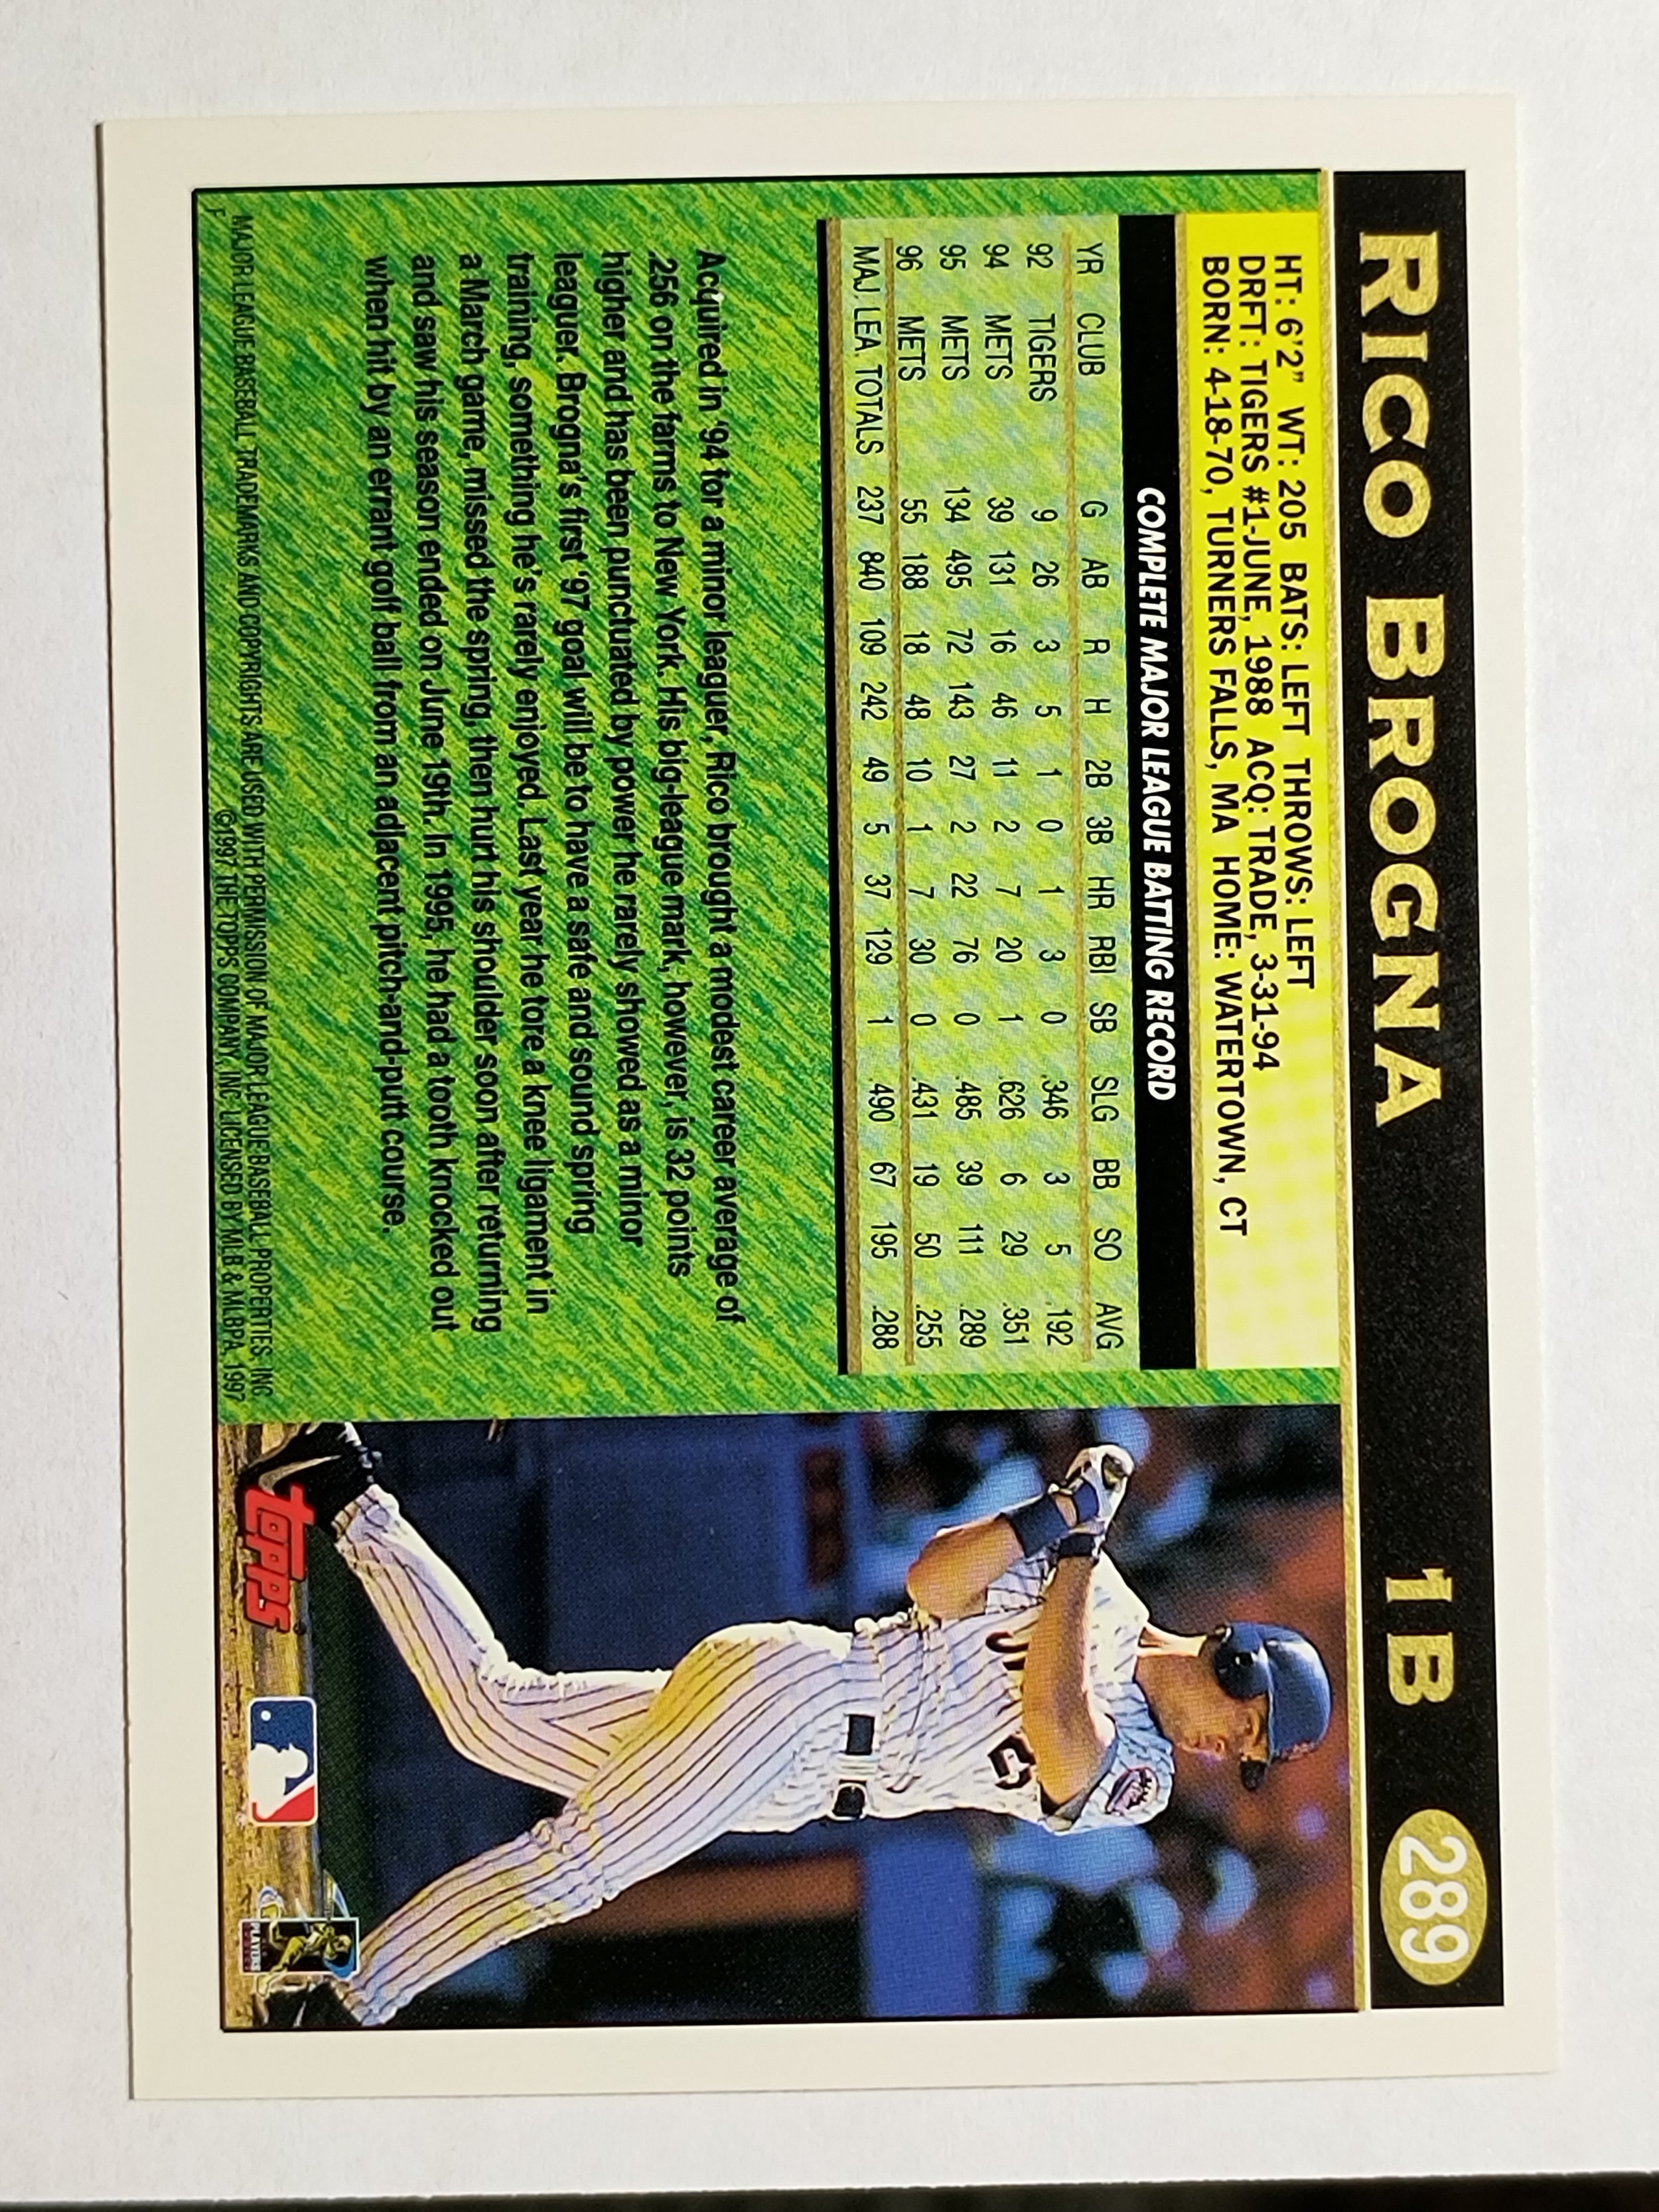 RICO BROGNA 1B 289
HT: 6'2" WT: 205 BATS: LEFT THROWS: LEFT
DRFT: TIGERS #1-JUNE, 1988 ACQ: TRADE, 3-31-94
BORN: 4-18-70, TURNERS FALLS, MA HOME: WATERTOWN, CT
COMPLETE MAJOR LEAGUE BATING RECORD
YR CLUB G AB R H 2B 3B HR RBI SB SLG BB SO AVG
92 TIGERS 9 26 3 5 1 0 1 3 0 .346 3 5 .192
94 METS 39 131 16 46 11 2 7 20 1 .626 6 29 .351
95 METS 134 495 72 143 27 2 22 76 0 .485 39 111 .289
96 METS 55 188 18 48 10 1 7 30 0 .431 19 50 .255
MAJ. LEA. TOTALS 237 840 109 242 49 5 37 129 1 .490 67 195 .288
Acquired in '94 for a minor leaguer, Rico brought a modest career average of
.256 on the farms to New York. His big-league mark, however, is 32 points
higher and has been punctuated by power he rarely showed as a minor
league. Brogna's first '97 goal will be to have a safe and sound spring
training, something he's rarely enjoyed. Last year he tore a knee ligament in
a March game, missed the spring, then hurt his shoulder soon after returning
and saw his season ended on June 19th. In 1995, he had a tooth knocked out
when hit by an errant golf ball from an adjacent pitch-and-putt course.
MAJOR LEAGUE BASEBALL TRADEMARKS AND COPYRIGHTS ARE USED WITH PERMISSION OF MAJOR LEAGUE BASEBALL PROPERTIES, INC.
F ©1997 THE TOPPS COMPANY, INC. LICENSED BY MLB & MLBPA, 1997
TOPPS®
PLAYERS